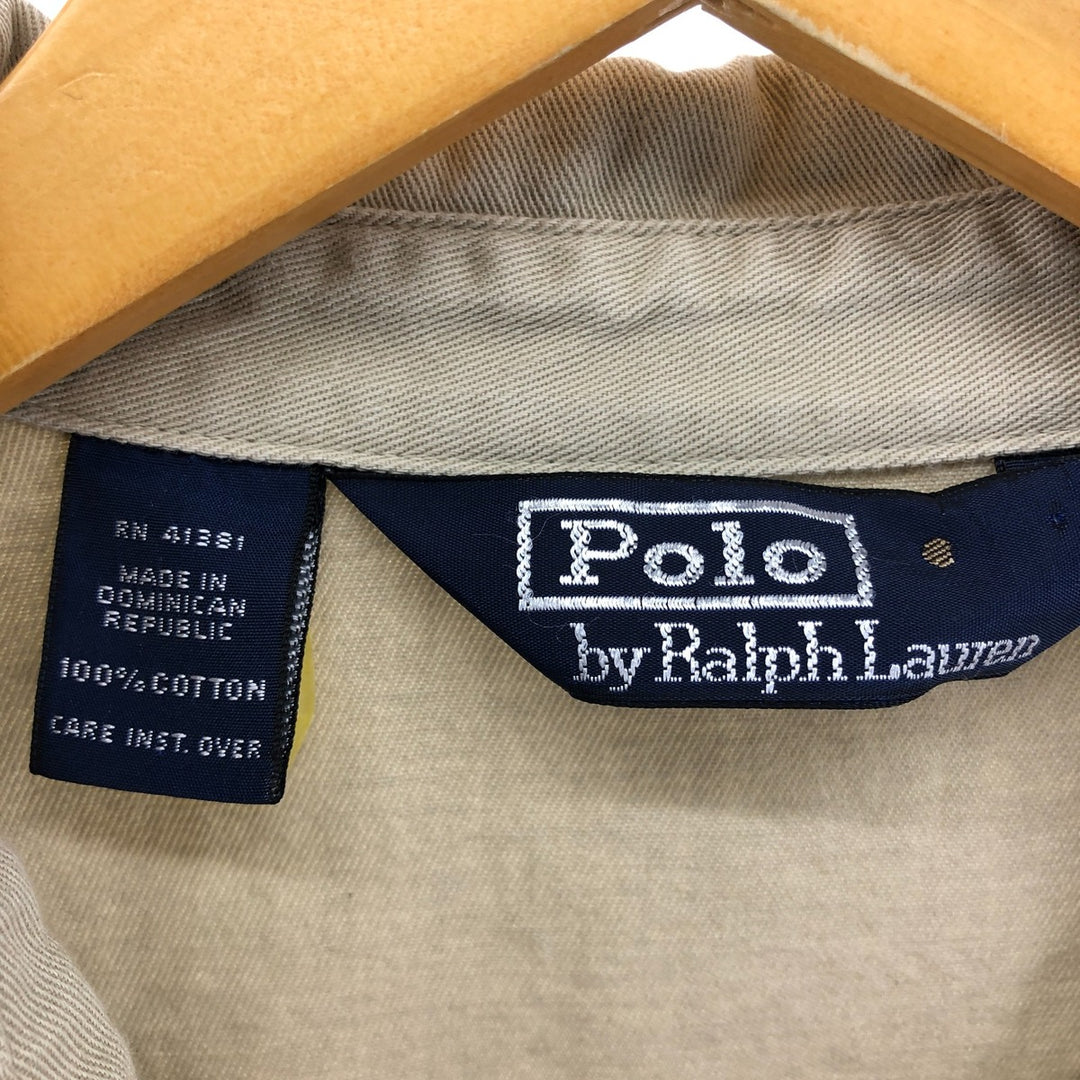 RN 41381
MADE IN
DOMINICAN
REPUBLIC
100% COTTON
CARE INST. OVER
Polo
by Ralph Lauren